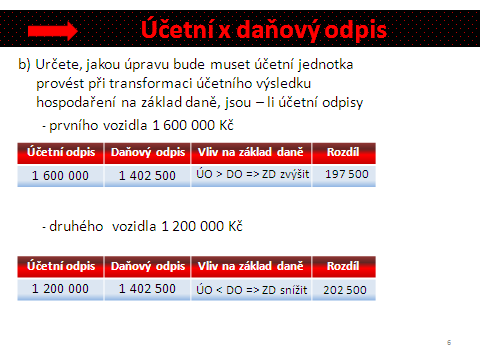 Účetní x daňový odpis
b) Určete, jakou úpravu bude muset účetní jednotka
provést při transformaci účetního výsledku
hospodaření na základ daně, jsou – li účetní odpisy
- prvního vozidla 1 600 000 Kč
Účetní odpis Daňový odpis Vliv na základ daně Rozdíl
1 600 000 1 402 500 ÚO > DO => ZD zvýšit 197 500
- druhého vozidla 1 200 000 Kč
Účetní odpis Daňový odpis Vliv na základ daně Rozdíl
1 200 000 1 402 500 ÚO < DO => ZD snížit 202 500
6